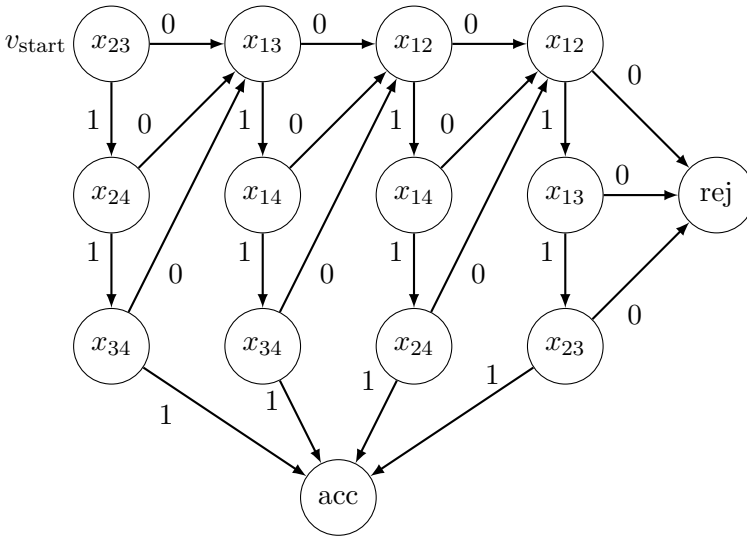 0 0 0
v_start x_23 x_13 x_12 x_12
0
1 0 1 0 1 0 1
0
x_24 x_14 x_14 x_13 rej
1 1 1 1
0 0 0
0
x_34 x_34 x_24 x_23
1 1 1 1
acc